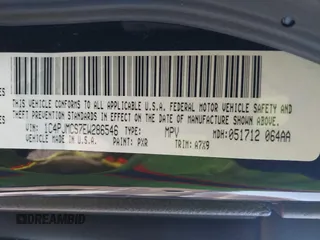 THIS VEHICLE CONFORMS TO ALL APPLICABLE
U.S.A. FEDERAL MOTOR VEHICLE SAFETY AND
THEFT PREVENTION STANDARDS IN EFFECT ON THE
DATE OF MANUFACTURE SHOWN ABOVE.
VIN: 1C4PJMCS7EW286546 TYPE: MPV MDH: 051712 064AA
VEHICLE MADE IN U.S.A. PAINT: PXR TRIM: A7X9
DREAMBID